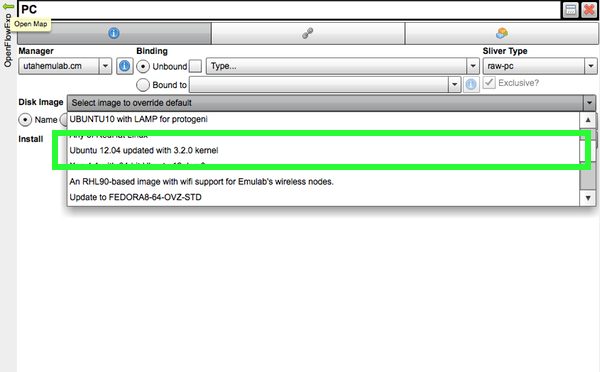 PC
Open Map
OpenFlowExp
Manager
Binding
Sliver Type
utahemulab.cm
Unbound
Type...
raw-pc
Bound to
Exclusive?
Disk Image
Select image to override default
Name
UBUNTU10 with LAMP for protogeni
Install
Ubuntu 12.04 updated with 3.2.0 kernel
An RHL90-based image with wifi support for Emulab's wireless nodes.
Update to FEDORA8-64-OVZ-STD